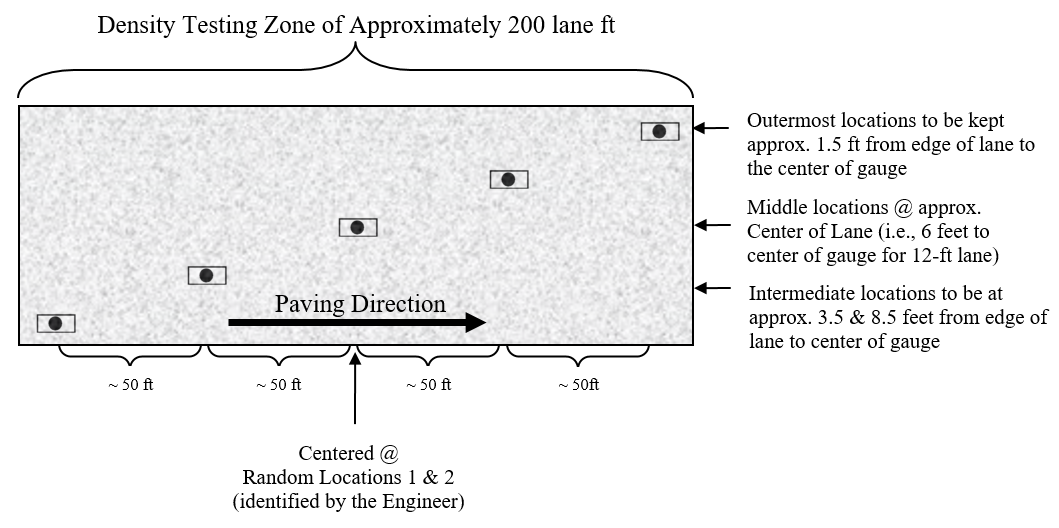 Density Testing Zone of Approximately 200 lane ft
Outermost locations to be kept
approx. 1.5 ft from edge of lane to
the center of gauge
Middle locations @ approx.
Center of Lane (i.e., 6 feet to
center of gauge for 12-ft lane)
Intermediate locations to be at
approx. 3.5 & 8.5 feet from edge of
lane to center of gauge
Paving Direction
~ 50 ft
~ 50 ft
~ 50 ft
~ 50ft
Centered @
Random Locations 1 & 2
(identified by the Engineer)